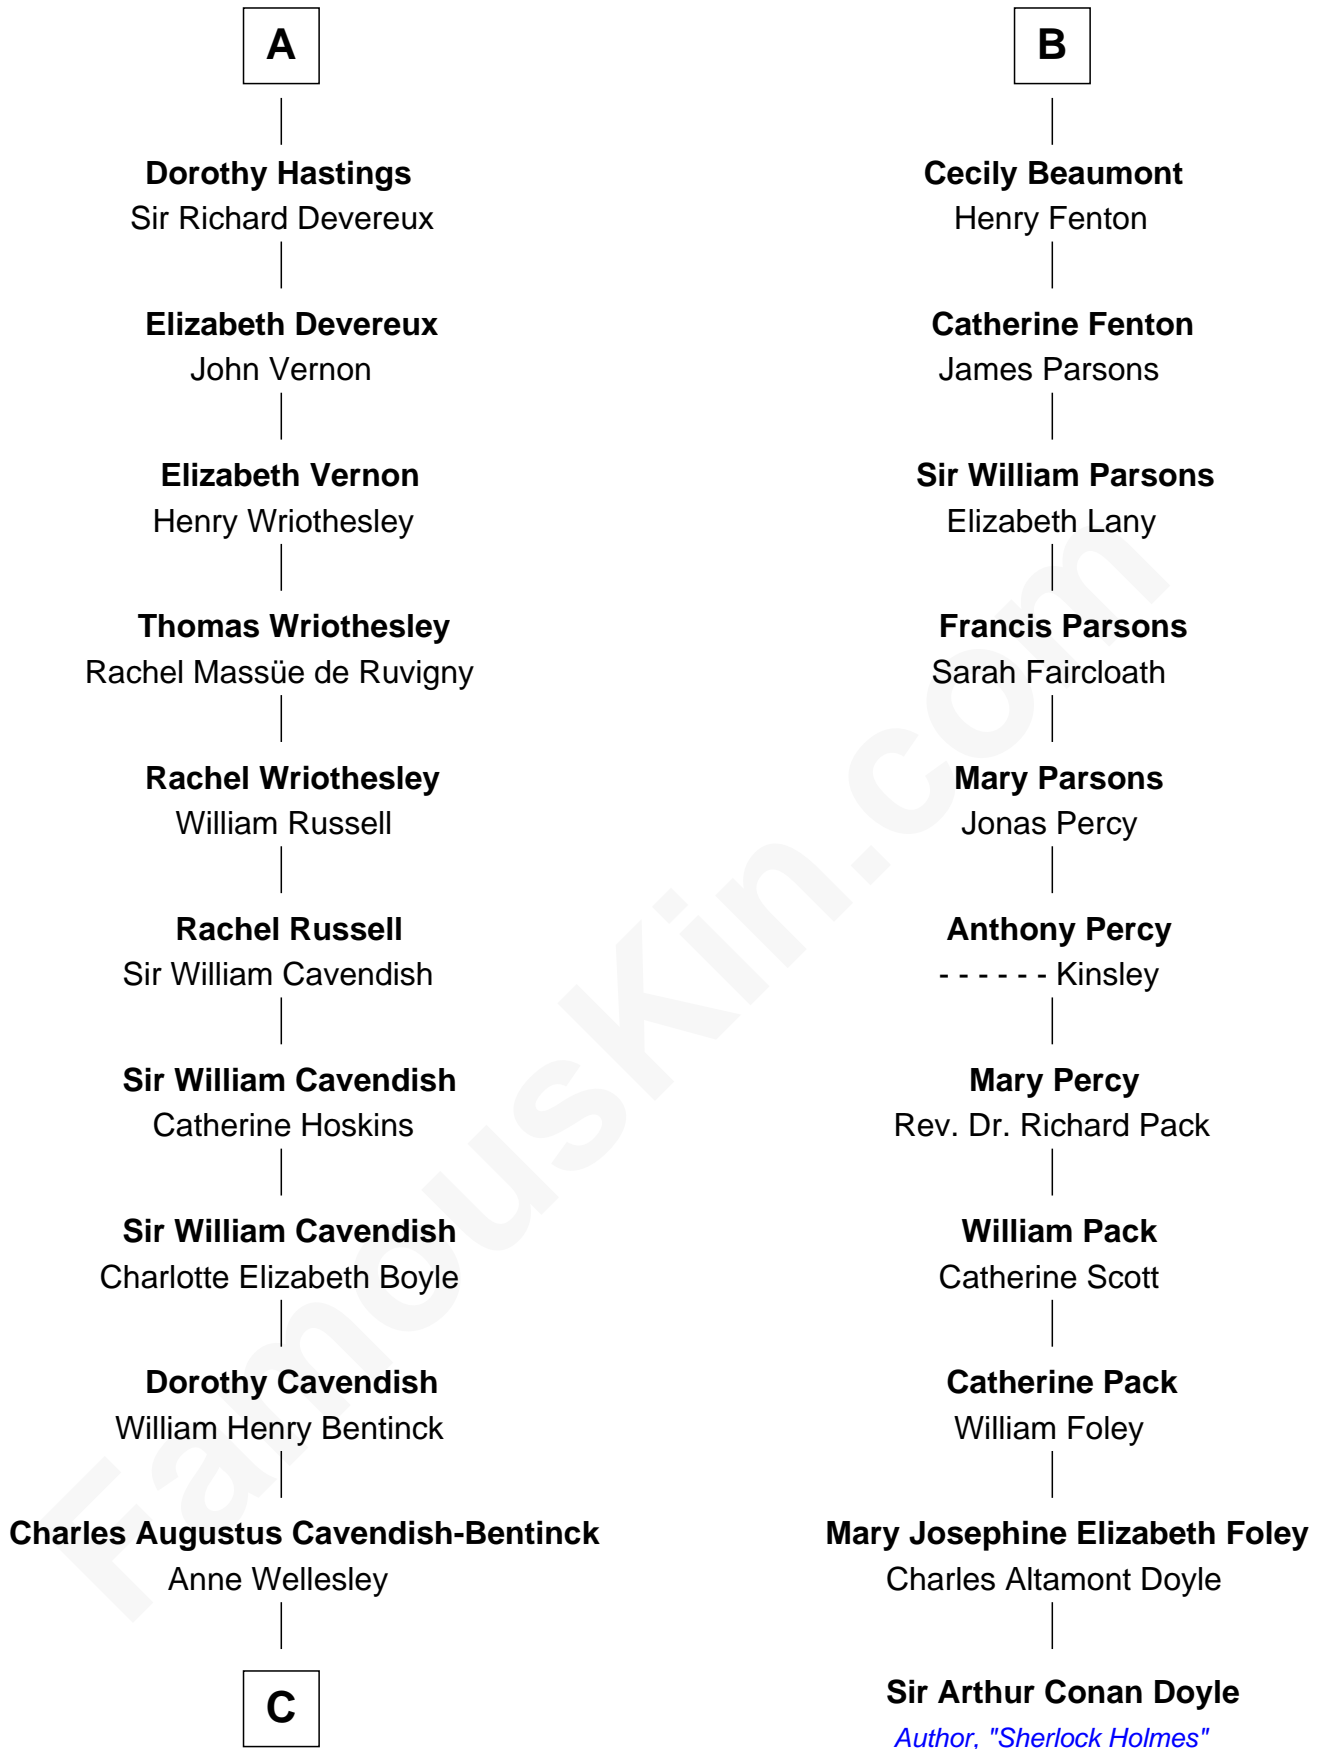 A
Dorothy Hastings
Sir Richard Devereux
Elizabeth Devereux
John Vernon
Elizabeth Vernon
Henry Wriothesley
Thomas Wriothesley
Rachel Massüe de Ruvigny
Rachel Wriothesley
William Russell
Rachel Russell
Sir William Cavendish
Sir William Cavendish
Catherine Hoskins
Sir William Cavendish
Charlotte Elizabeth Boyle
Dorothy Cavendish
William Henry Bentinck
Charles Augustus Cavendish-Bentinck
Anne Wellesley
C
B
Cecily Beaumont
Henry Fenton
Catherine Fenton
James Parsons
Sir William Parsons
Elizabeth Lany
Francis Parsons
Sarah Faircloath
Mary Parsons
Jonas Percy
Anthony Percy
- - - - - - Kinsley
Mary Percy
Rev. Dr. Richard Pack
William Pack
Catherine Scott
Catherine Pack
William Foley
Mary Josephine Elizabeth Foley
Charles Altamont Doyle
Sir Arthur Conan Doyle
Author, "Sherlock Holmes"
FamousKin.com